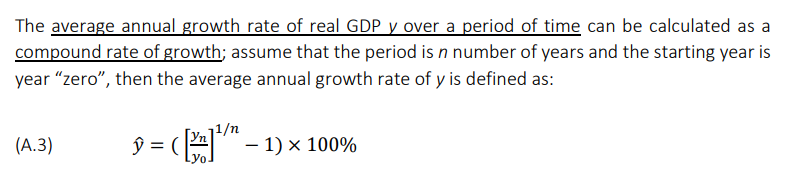 The average annual growth rate of real GDP y over a period of time can be calculated as a
compound rate of growth; assume that the period is n number of years and the starting year is
year “zero”, then the average annual growth rate of y is defined as:
(A.3) ŷ = ( [yₙ/y₀]^1/n − 1) × 100%